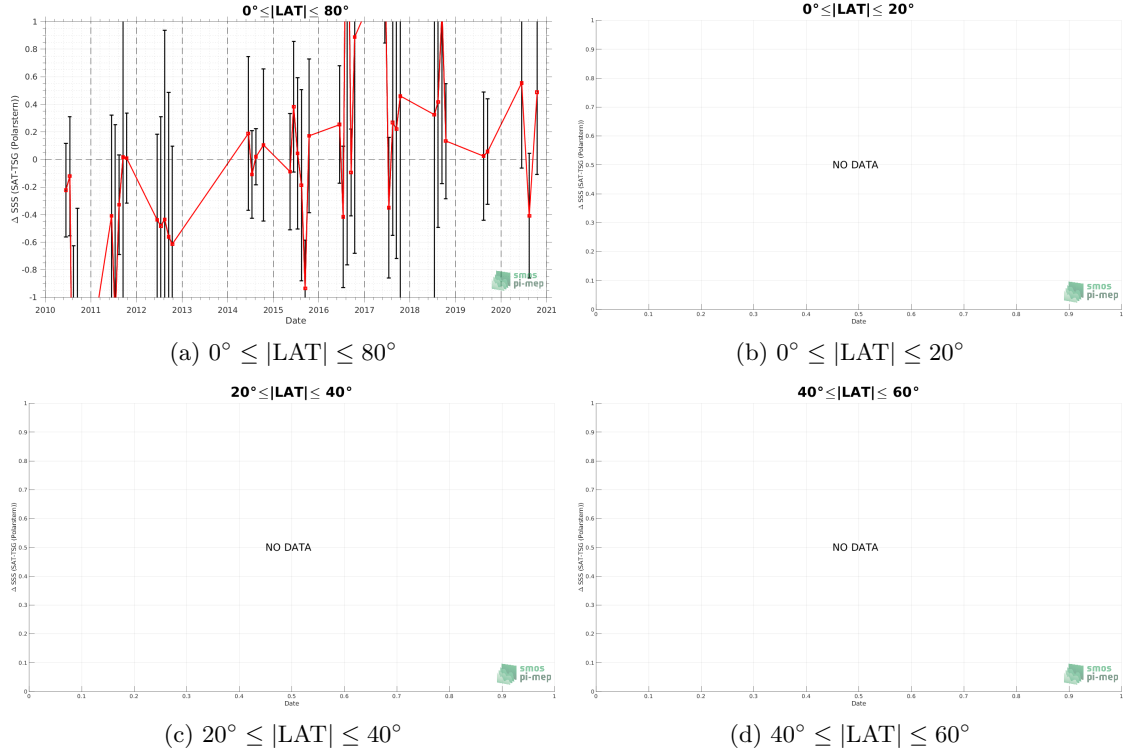 0°≤|LAT|≤ 80°
Δ SSS (SAT-TSG (Polarstern))
1
0.8
0.6
0.4
0.2
0
-0.2
-0.4
-0.6
-0.8
-1
2010 2011 2012 2013 2014 2015 2016 2017 2018 2019 2020 2021
Date
smos
pi-mep
(a) 0° ≤ |LAT| ≤ 80°
0°≤|LAT|≤ 20°
Δ SSS (SAT-TSG (Polarstern))
1
0.9
0.8
0.7
0.6
0.5
0.4
0.3
0.2
0.1
0
NO DATA
0 0.1 0.2 0.3 0.4 0.5 0.6 0.7 0.8 0.9 1
Date
smos
pi-mep
(b) 0° ≤ |LAT| ≤ 20°
20°≤|LAT|≤ 40°
Δ SSS (SAT-TSG (Polarstern))
1
0.9
0.8
0.7
0.6
0.5
0.4
0.3
0.2
0.1
0
NO DATA
0 0.1 0.2 0.3 0.4 0.5 0.6 0.7 0.8 0.9 1
Date
smos
pi-mep
(c) 20° ≤ |LAT| ≤ 40°
40°≤|LAT|≤ 60°
Δ SSS (SAT-TSG (Polarstern))
1
0.9
0.8
0.7
0.6
0.5
0.4
0.3
0.2
0.1
0
NO DATA
0 0.1 0.2 0.3 0.4 0.5 0.6 0.7 0.8 0.9 1
Date
smos
pi-mep
(d) 40° ≤ |LAT| ≤ 60°